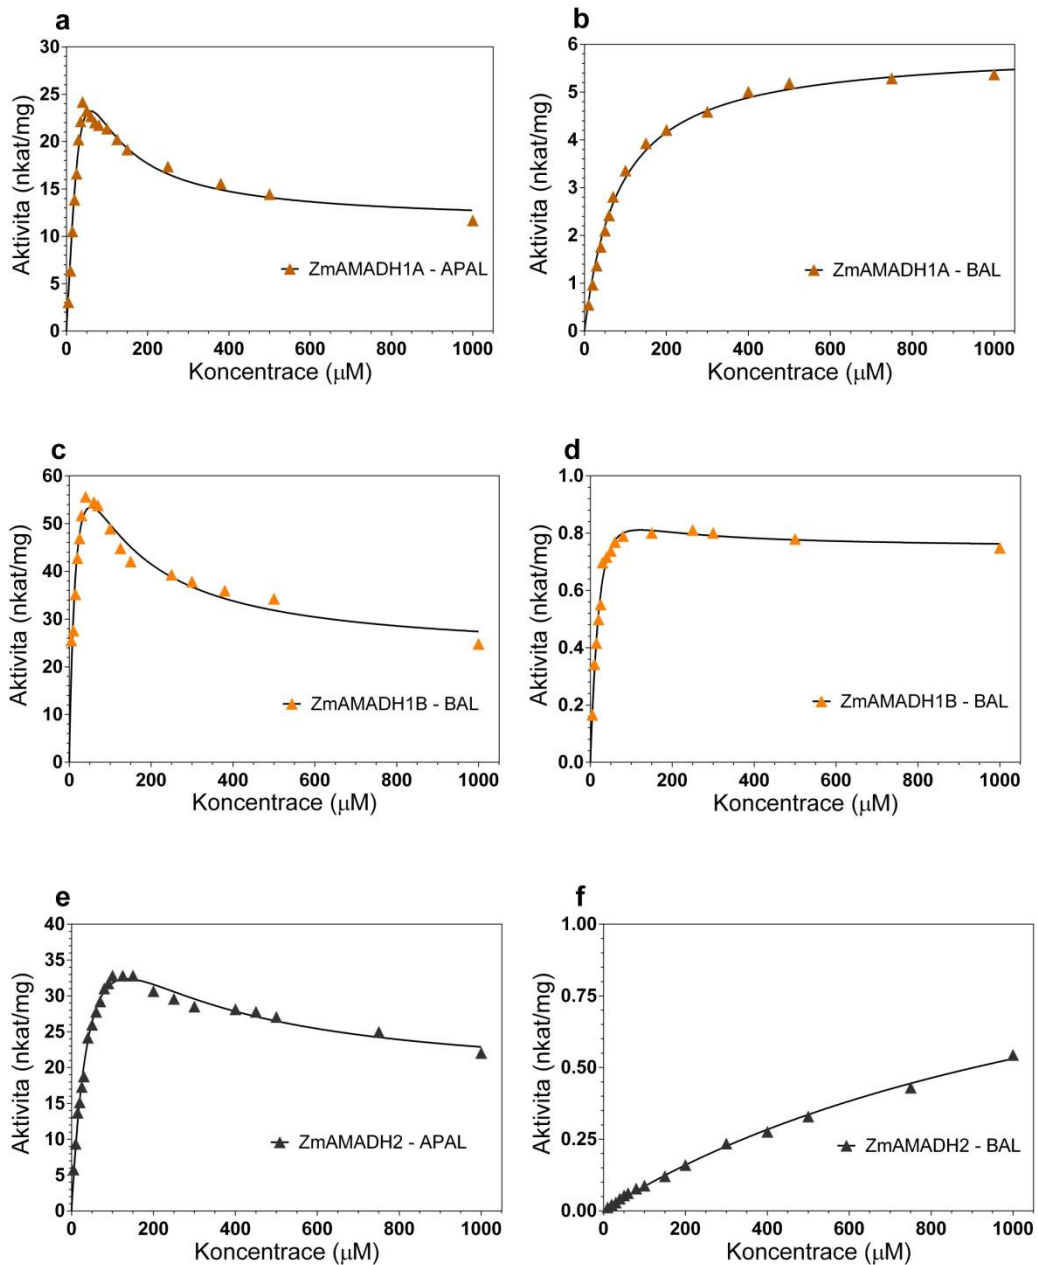 a
30
25
20
15
10
5
0
Aktivita (nkat/mg)
ZmAMADH1A - APAL
0 200 400 600 800 1000
Koncentrace (μM)
b
6
5
4
3
2
1
0
Aktivita (nkat/mg)
ZmAMADH1A - BAL
0 200 400 600 800 1000
Koncentrace (μM)
c
60
50
40
30
20
10
0
Aktivita (nkat/mg)
ZmAMADH1B - BAL
0 200 400 600 800 1000
Koncentrace (μM)
d
1.0
0.8
0.6
0.4
0.2
0.0
Aktivita (nkat/mg)
ZmAMADH1B - BAL
0 200 400 600 800 1000
Koncentrace (μM)
e
40
35
30
25
20
15
10
5
0
Aktivita (nkat/mg)
ZmAMADH2 - APAL
0 200 400 600 800 1000
Koncentrace (μM)
f
1.00
0.75
0.50
0.25
0.00
Aktivita (nkat/mg)
ZmAMADH2 - BAL
0 200 400 600 800 1000
Koncentrace (μM)